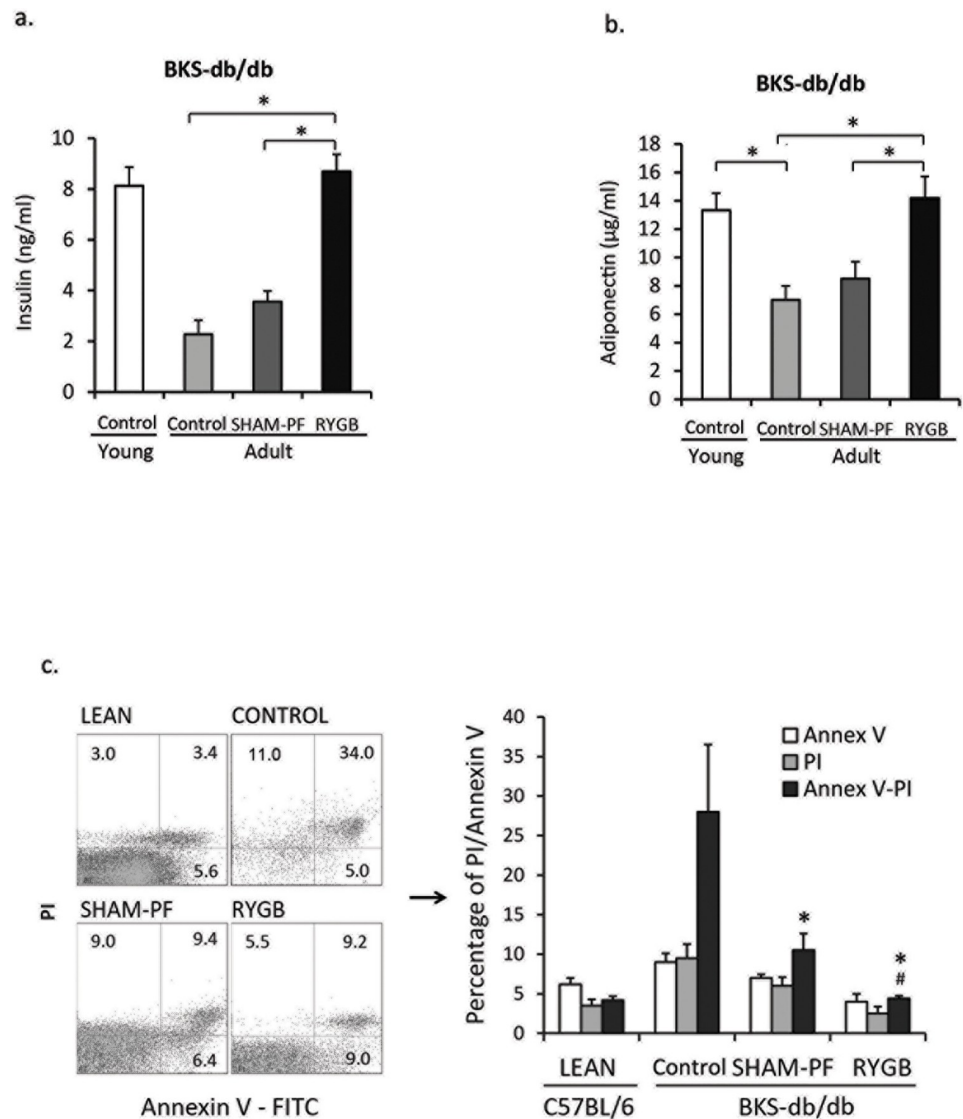 a.
BKS-db/db
*
*
10
8
6
4
2
0
Insulin (ng/ml)
Control Control SHAM-PF RYGB
Young Adult
b.
BKS-db/db
*
* *
18
16
14
12
10
8
6
4
2
0
Adiponectin (µg/ml)
Control Control SHAM-PF RYGB
Young Adult
c.
LEAN CONTROL
3.0 3.4 11.0 34.0
5.6 5.0
SHAM-PF RYGB
9.0 9.4 5.5 9.2
6.4 9.0
PI
Annexin V - FITC
40
35
30
25
20
15
10
5
0
Percentage of PI/Annexin V
Annex V
PI
Annex V-PI
*
*
#
LEAN Control SHAM-PF RYGB
C57BL/6 BKS-db/db